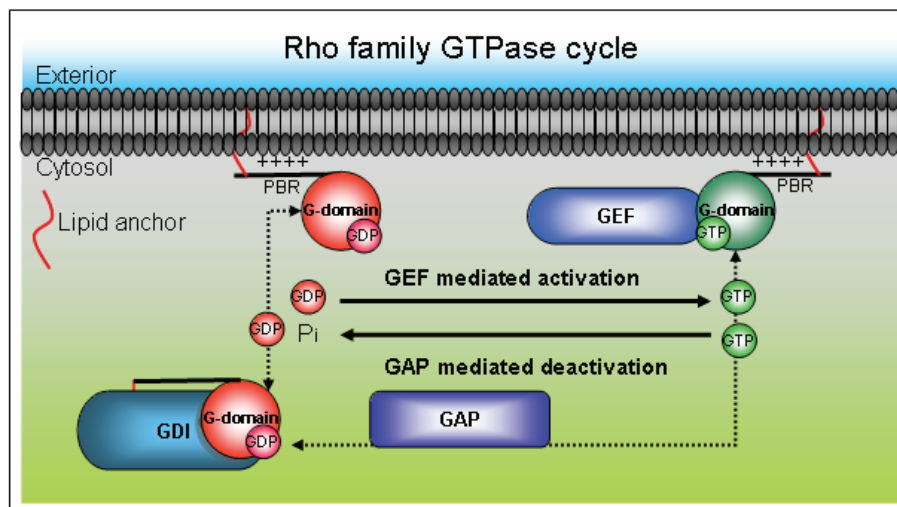 Rho family GTPase cycle
Exterior
Cytosol
++++
PBR
++++
PBR
Lipid anchor
G-domain
GDP
GEF
G-domain
GTP
GEF mediated activation
GDP
GTP
GDP
Pi
GTP
GAP mediated deactivation
GDI
G-domain
GDP
GAP